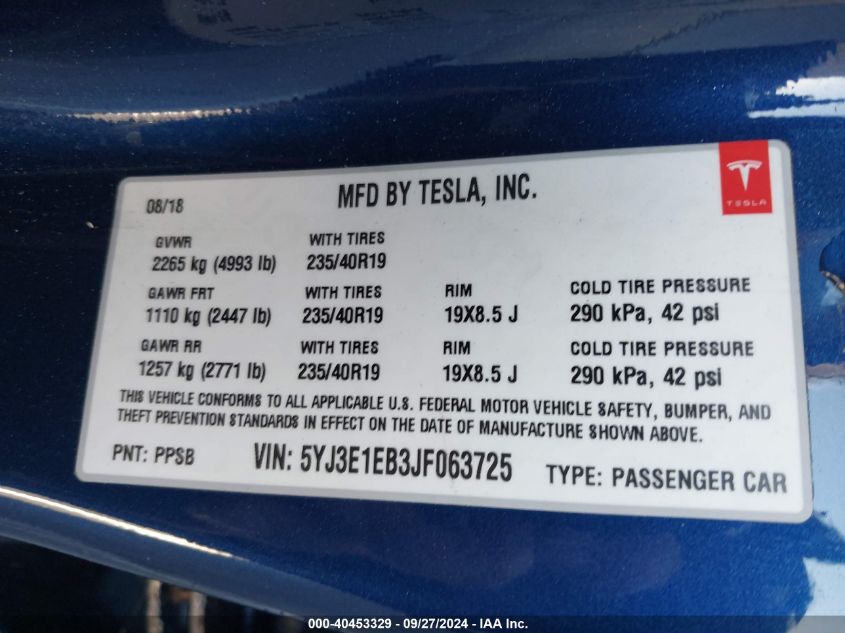 08/18
MFD BY TESLA, INC.
TESLA
GVWR WITH TIRES
2265 kg (4993 lb) 235/40R19
GAWR FRT WITH TIRES RIM COLD TIRE PRESSURE
1110 kg (2447 lb) 235/40R19 19X8.5 J 290 kPa, 42 psi
GAWR RR WITH TIRES RIM COLD TIRE PRESSURE
1257 kg (2771 lb) 235/40R19 19X8.5 J 290 kPa, 42 psi
THIS VEHICLE CONFORMS TO ALL APPLICABLE U.S. FEDERAL MOTOR VEHICLE SAFETY, BUMPER, AND
THEFT PREVENTION STANDARDS IN EFFECT ON THE DATE OF MANUFACTURE SHOWN ABOVE.
PNT: PPSB VIN: 5YJ3E1EB3JF063725 TYPE: PASSENGER CAR
000-40453329 - 09/27/2024 - IAA Inc.